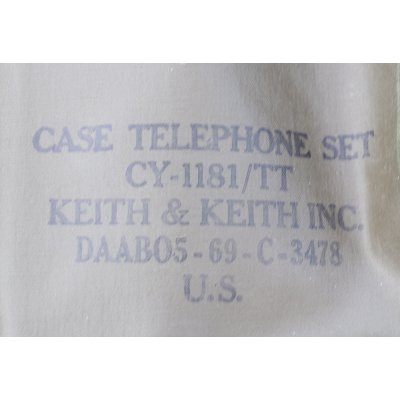 CASE TELEPHONE SET
CY-1181/TT
KEITH & KEITH INC.
DAAB05-69-C-3478
U.S.